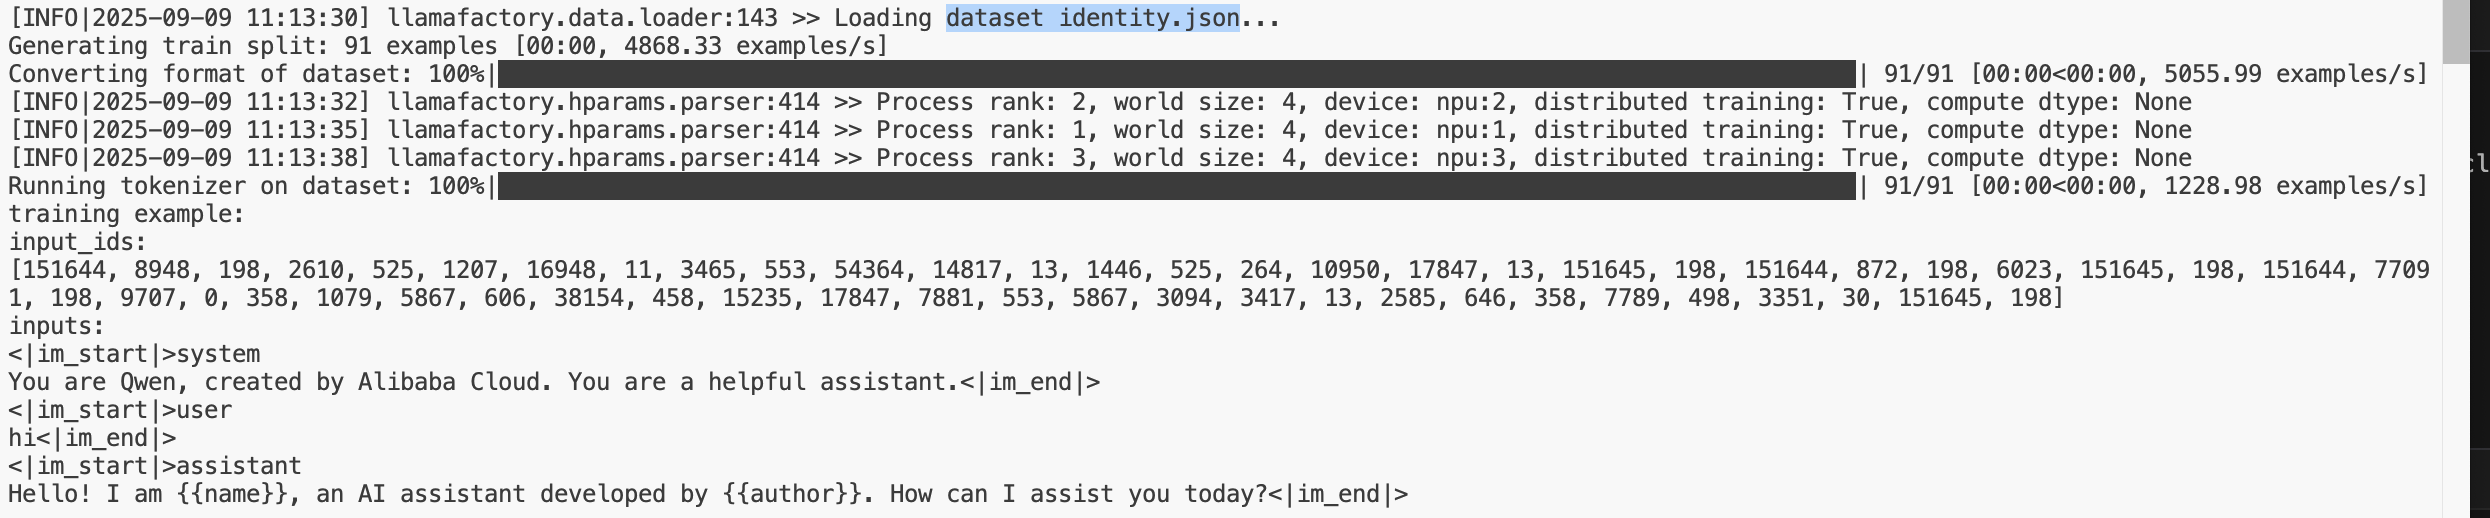 [INFO|2025-09-09 11:13:30] llamafactory.data.loader:143 >> Loading dataset identity.json...
Generating train split: 91 examples [00:00, 4868.33 examples/s]
Converting format of dataset: 100%| | 91/91 [00:00<00:00, 5055.99 examples/s]
[INFO|2025-09-09 11:13:32] llamafactory.hparams.parser:414 >> Process rank: 2, world size: 4, device: npu:2, distributed training: True, compute dtype: None
[INFO|2025-09-09 11:13:35] llamafactory.hparams.parser:414 >> Process rank: 1, world size: 4, device: npu:1, distributed training: True, compute dtype: None
[INFO|2025-09-09 11:13:38] llamafactory.hparams.parser:414 >> Process rank: 3, world size: 4, device: npu:3, distributed training: True, compute dtype: None
Running tokenizer on dataset: 100%| | 91/91 [00:00<00:00, 1228.98 examples/s]
training example:
input_ids:
[151644, 8948, 198, 2610, 525, 1207, 16948, 11, 3465, 553, 54364, 14817, 13, 1446, 525, 264, 10950, 17847, 13, 151645, 198, 151644, 872, 198, 6023, 151645, 198, 151644, 7709
1, 198, 9707, 0, 358, 1079, 5867, 606, 38154, 458, 15235, 17847, 7881, 553, 5867, 3094, 3417, 13, 2585, 646, 358, 7789, 498, 3351, 30, 151645, 198]
inputs:
<|im_start|>system
You are Qwen, created by Alibaba Cloud. You are a helpful assistant.<|im_end|>
<|im_start|>user
hi<|im_end|>
<|im_start|>assistant
Hello! I am {{name}}, an AI assistant developed by {{author}}. How can I assist you today?<|im_end|>